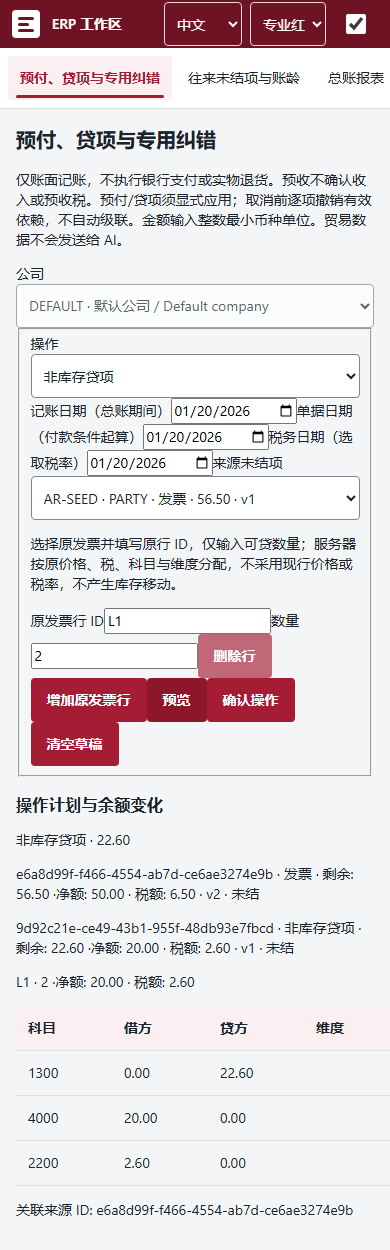 ERP 工作区
中文
专业红
预付、贷项与专用纠错
往来未结项与账龄
总账报表
预付、贷项与专用纠错
仅账面记账，不执行银行支付或实物退货。预收不确认收
入或预收税。预付/贷项须显式应用；取消前逐项撤销有效
依赖，不自动级联。金额输入整数最小币种单位。贸易数
据不会发送给 AI。
公司
DEFAULT · 默认公司 / Default company
操作
非库存贷项
记账日期（总账期间） 01/20/2026 单据日期
（付款条件起算） 01/20/2026 税务日期（选
取税率） 01/20/2026 来源未结项
AR-SEED · PARTY · 发票 · 56.50 · v1
选择原发票并填写原行 ID，仅输入可贷数量；服务器
按原价格、税、科目与维度分配，不采用现行价格或
税率，不产生库存移动。
原发票行 ID L1 数量
2 删除行
增加原发票行 预览 确认操作
清空草稿
操作计划与余额变化
非库存贷项 · 22.60
e6a8d99f-f466-4554-ab7d-ce6ae3274e9b · 发票 · 剩余:
56.50 ·净额: 50.00 · 税额: 6.50 · v2 · 未结
9d92c21e-ce49-43b1-955f-48db93e7fbcd · 非库存贷项 ·
剩余: 22.60 ·净额: 20.00 · 税额: 2.60 · v1 · 未结
L1 · 2 ·净额: 20.00 · 税额: 2.60
科目 借方 贷方 维度
1300 0.00 22.60
4000 20.00 0.00
2200 2.60 0.00
关联来源 ID: e6a8d99f-f466-4554-ab7d-ce6ae3274e9b